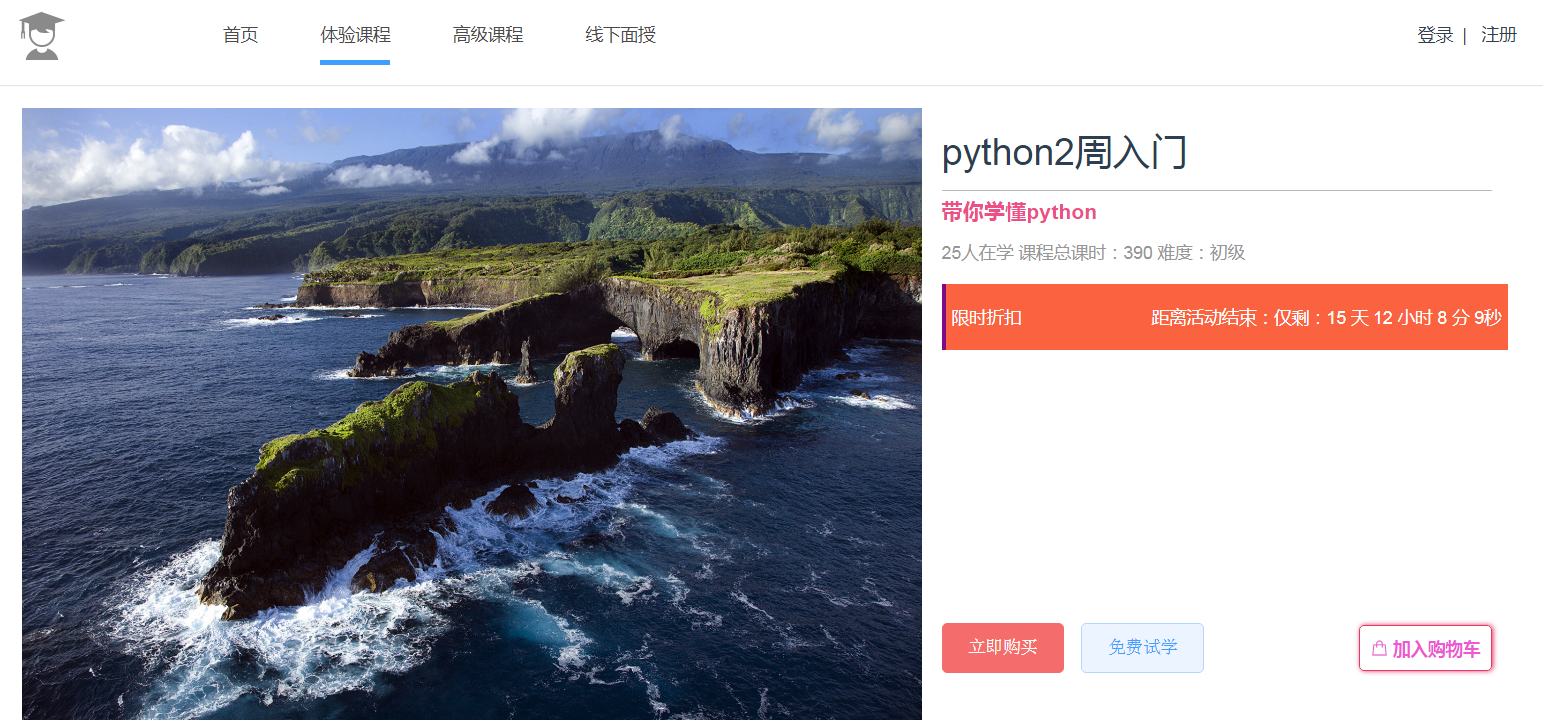 首页 体验课程 高级课程 线下面授 登录 | 注册
python2周入门
带你学懂python
25人在学 课程总课时：390 难度：初级
限时折扣 距离活动结束：仅剩：15 天 12 小时 8 分 9秒
立即购买 免费试学 加入购物车